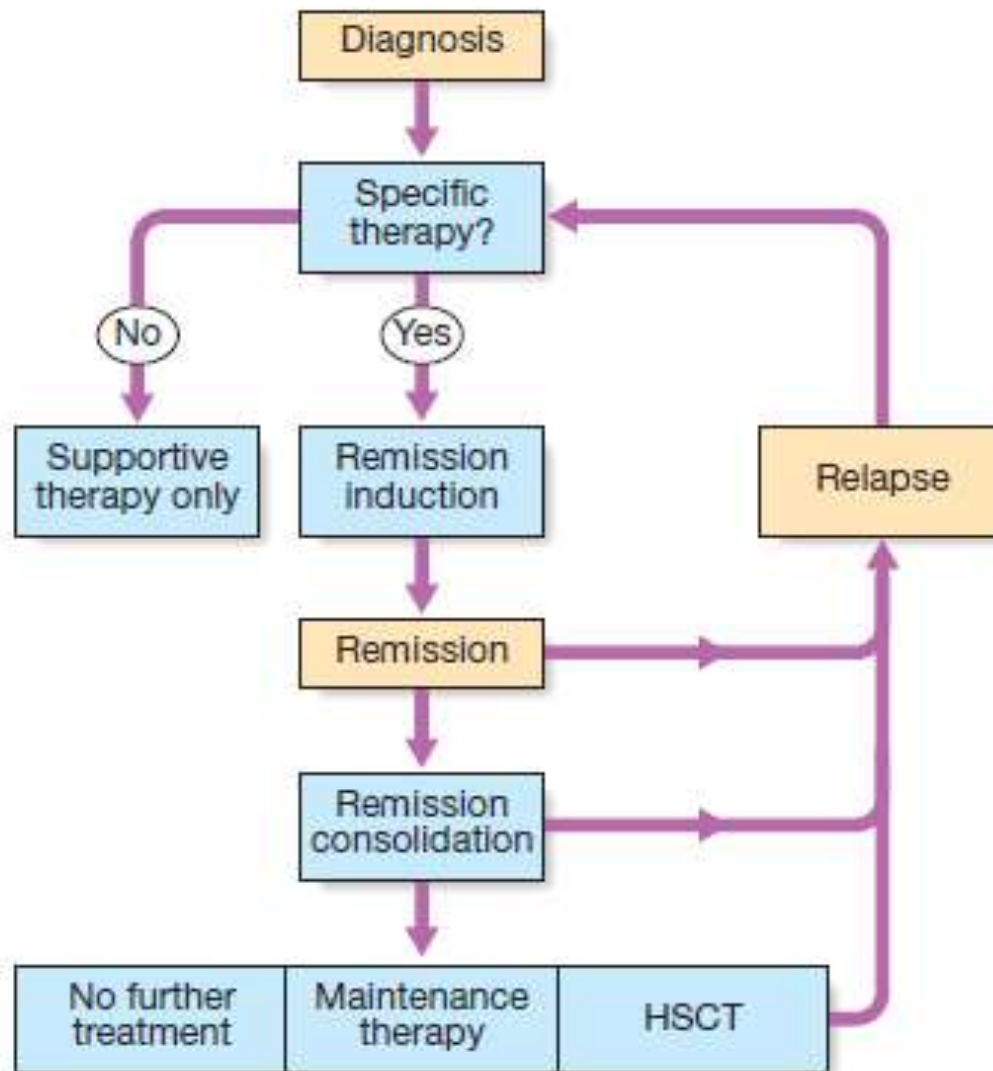 Diagnosis
Specific
therapy?
No
Yes
Supportive
therapy only
Remission
induction
Relapse
Remission
Remission
consolidation
No further
treatment
Maintenance
therapy
HSCT